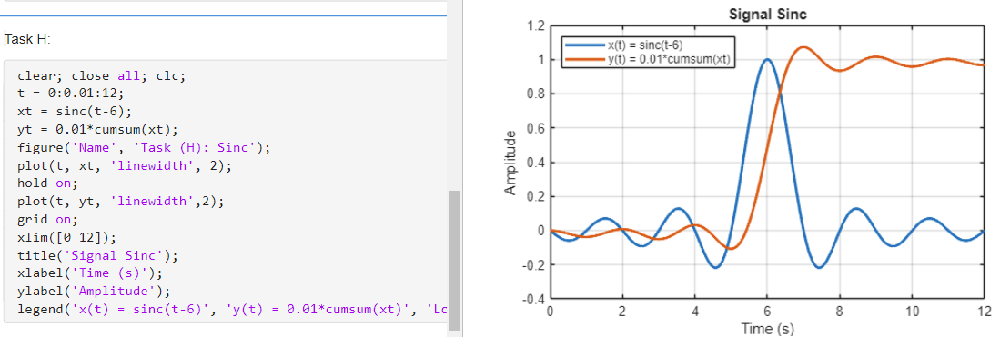 Task H:
clear; close all; clc;
t = 0:0.01:12;
xt = sinc(t-6);
yt = 0.01*cumsum(xt);
figure('Name', 'Task (H): Sinc');
plot(t, xt, 'linewidth', 2);
hold on;
plot(t, yt, 'linewidth',2);
grid on;
xlim([0 12]);
title('Signal Sinc');
xlabel('Time (s)');
ylabel('Amplitude');
legend('x(t) = sinc(t-6)', 'y(t) = 0.01*cumsum(xt)', 'Lc
Signal Sinc
x(t) = sinc(t-6)
y(t) = 0.01*cumsum(xt)
1.2
1
0.8
0.6
0.4
0.2
0
-0.2
-0.4
Amplitude
0 2 4 6 8 10 12
Time (s)